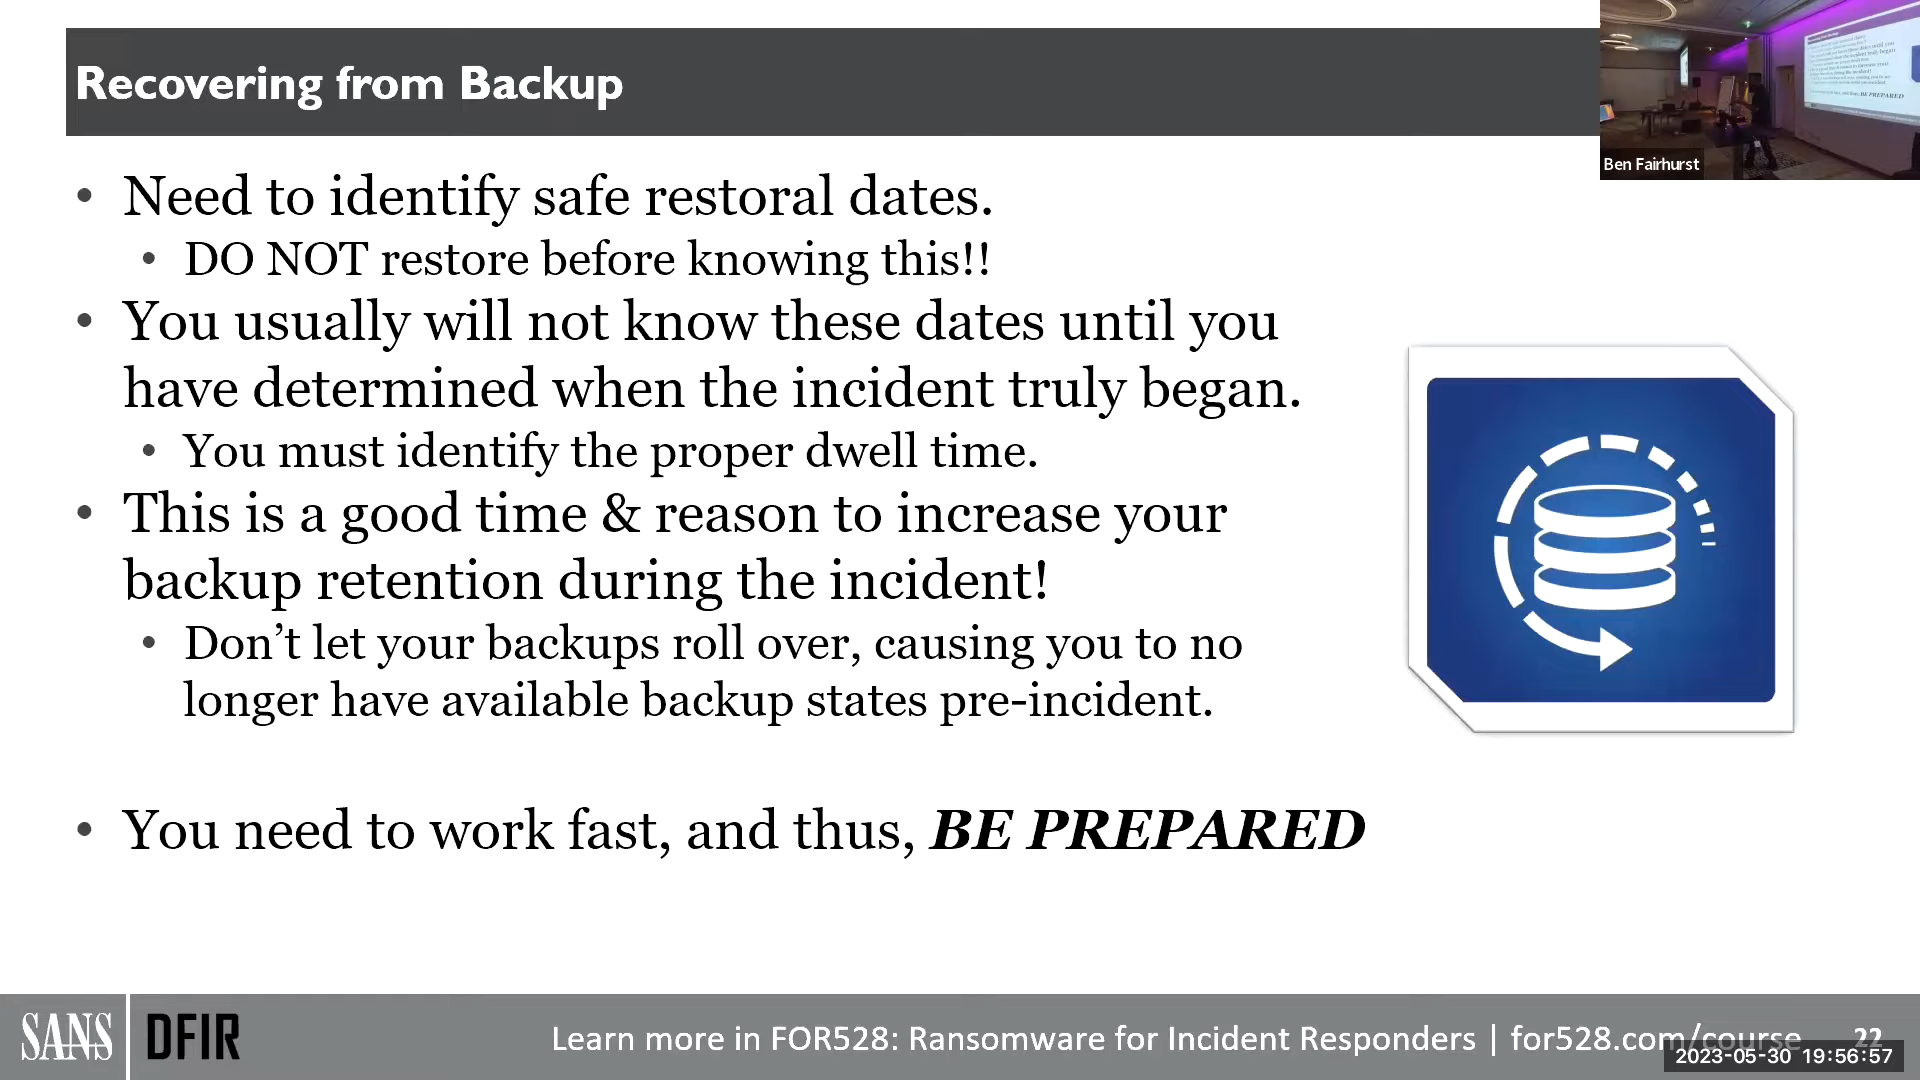 Recovering from Backup
Ben Fairhurst
• Need to identify safe restoral dates.
• DO NOT restore before knowing this!!
• You usually will not know these dates until you
have determined when the incident truly began.
• You must identify the proper dwell time.
• This is a good time & reason to increase your
backup retention during the incident!
• Don’t let your backups roll over, causing you to no
longer have available backup states pre-incident.
• You need to work fast, and thus, BE PREPARED
SANS DFIR
Learn more in FOR528: Ransomware for Incident Responders | for528.com/course 22
2023-05-30 19:56:57